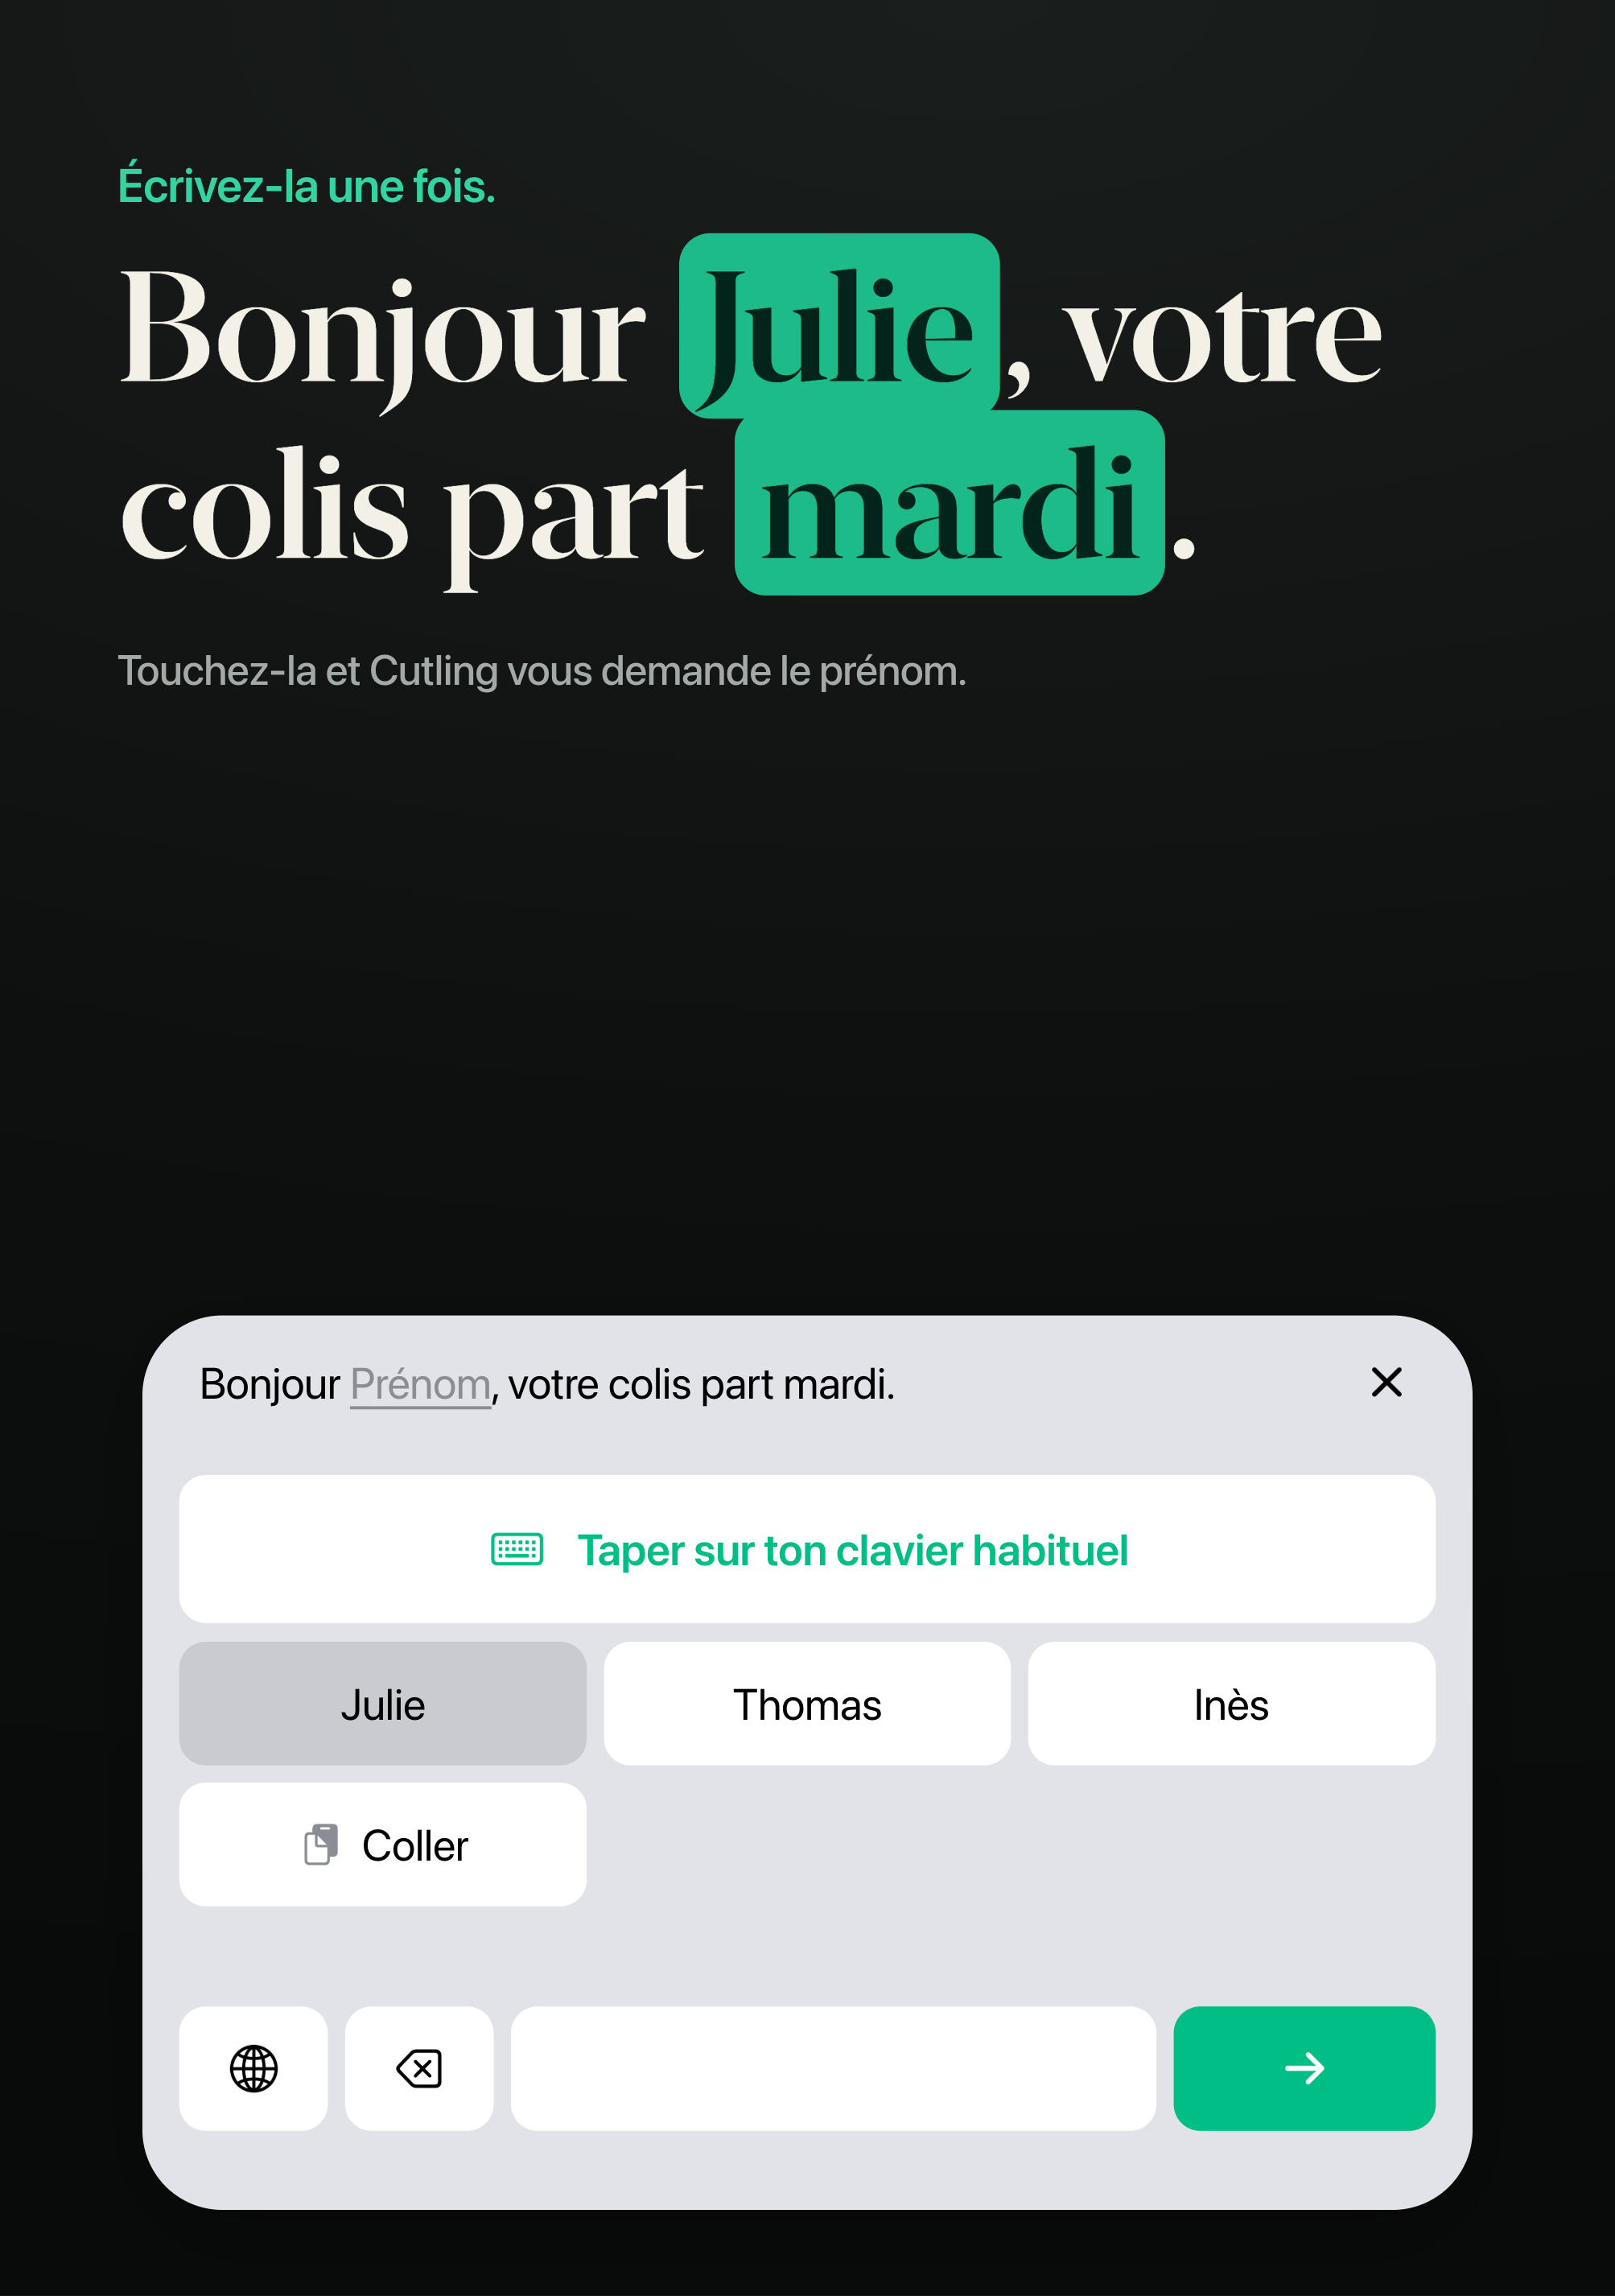 Écrivez-la une fois.
Bonjour Julie, votre
colis part mardi.
Touchez-la et Cutling vous demande le prénom.
Bonjour Prénom, votre colis part mardi.
Taper sur ton clavier habituel
Julie
Thomas
Inès
Coller